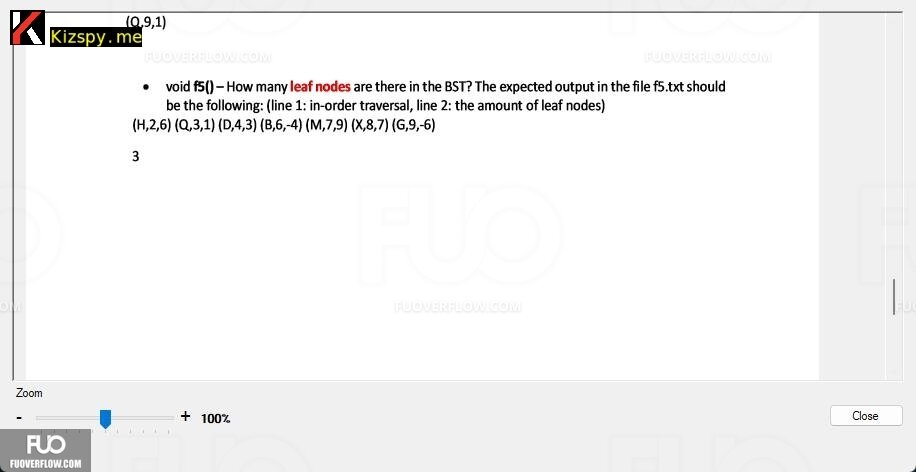 (Q,9,1)
Kizspy.me
FUOVERFLOW.COM FUOVERFLOW.COM
• void f5() – How many leaf nodes are there in the BST? The expected output in the file f5.txt should
be the following: (line 1: in-order traversal, line 2: the amount of leaf nodes)
(H,2,6) (Q,3,1) (D,4,3) (B,6,-4) (M,7,9) (X,8,7) (G,9,-6)
3
FUO
FUOVERFLOW.COM
Zoom
- + 100%
Close
FUO
FUOVERFLOW.COM